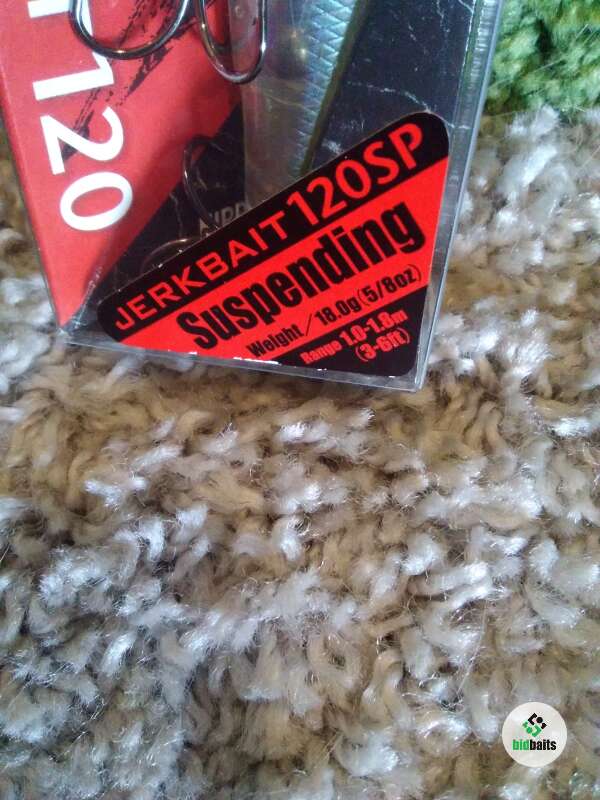 120
JERKBAIT 120SP
Suspending
Weight/18.0g(5/8oz)
Range 1.0-1.8m
(3-6ft)
bidbaits